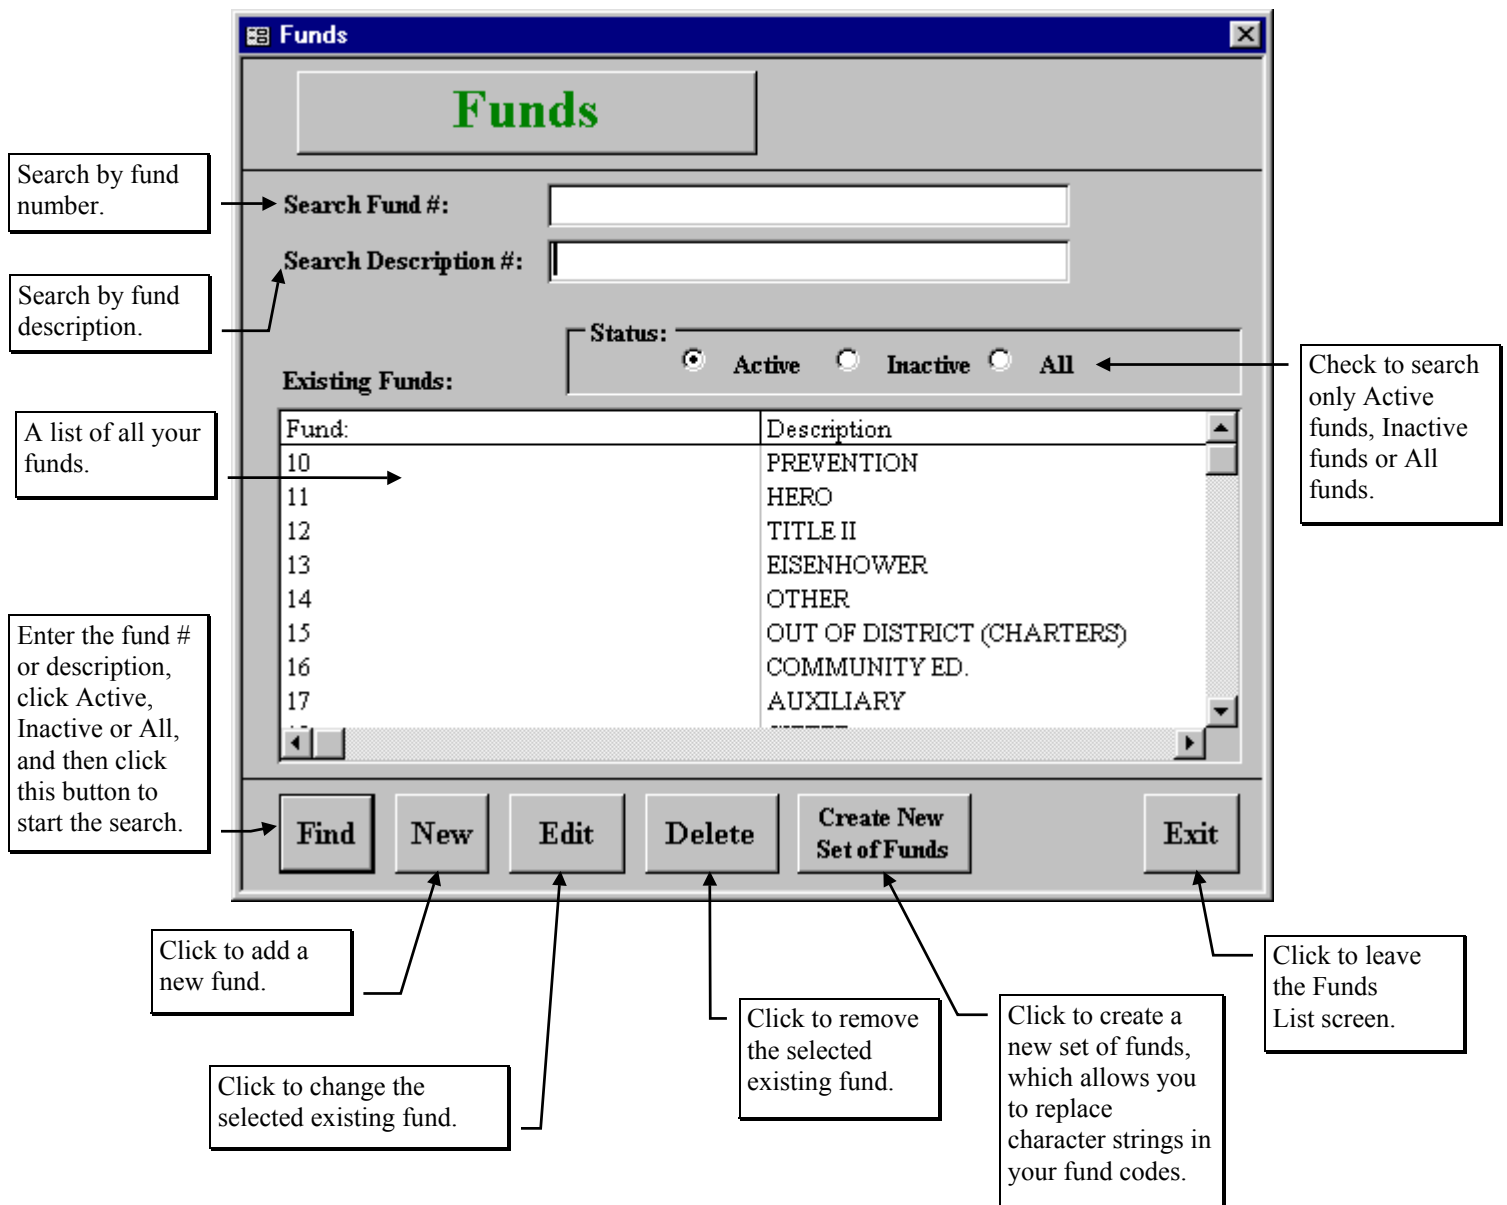 Funds
Funds
Search by fund
number.
Search Fund #:
Search Description #:
Search by fund
description.
Status:
Active Inactive All
Existing Funds:
Check to search
only Active
funds, Inactive
funds or All
funds.
A list of all your
funds.
Fund: Description
10 PREVENTION
11 HERO
12 TITLE II
13 EISENHOWER
14 OTHER
15 OUT OF DISTRICT (CHARTERS)
16 COMMUNITY ED.
17 AUXILIARY
Enter the fund #
or description,
click Active,
Inactive or All,
and then click
this button to
start the search.
Find New Edit Delete Create New
Set of Funds Exit
Click to add a
new fund.
Click to change the
selected existing fund.
Click to remove
the selected
existing fund.
Click to create a
new set of funds,
which allows you
to replace
character strings in
your fund codes.
Click to leave
the Funds
List screen.